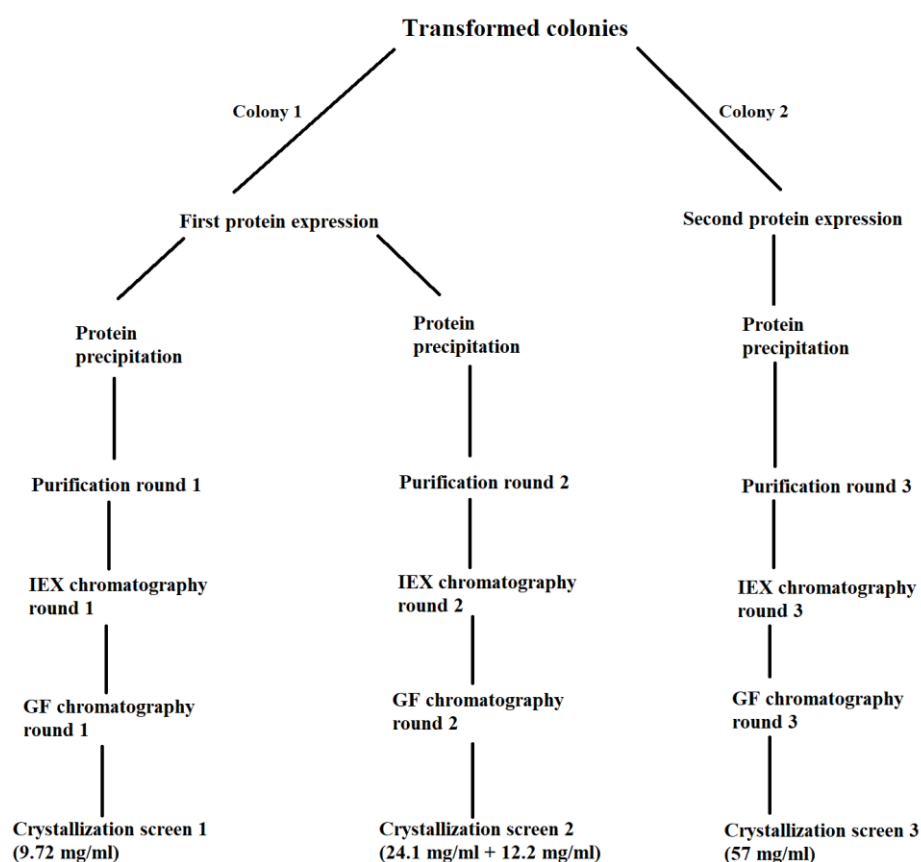 Transformed colonies
Colony 1
Colony 2
First protein expression
Second protein expression
Protein
precipitation
Protein
precipitation
Protein
precipitation
Purification round 1
Purification round 2
Purification round 3
IEX chromatography
round 1
IEX chromatography
round 2
IEX chromatography
round 3
GF chromatography
round 1
GF chromatography
round 2
GF chromatography
round 3
Crystallization screen 1
(9.72 mg/ml)
Crystallization screen 2
(24.1 mg/ml + 12.2 mg/ml)
Crystallization screen 3
(57 mg/ml)